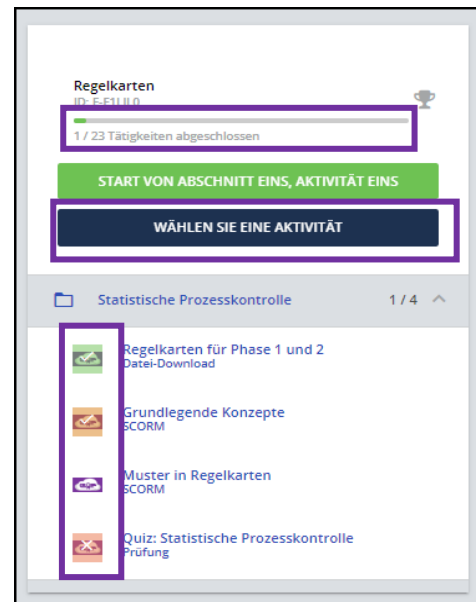 Regelkarten
1 / 23 Tätigkeiten abgeschlossen
START VON ABSCHNITT EINS, AKTIVITÄT EINS
WÄHLEN SIE EINE AKTIVITÄT
Statistische Prozesskontrolle 1 / 4
Regelkarten für Phase 1 und 2
Datei-Download
Grundlegende Konzepte
SCORM
Muster in Regelkarten
SCORM
Quiz: Statistische Prozesskontrolle
Prüfung